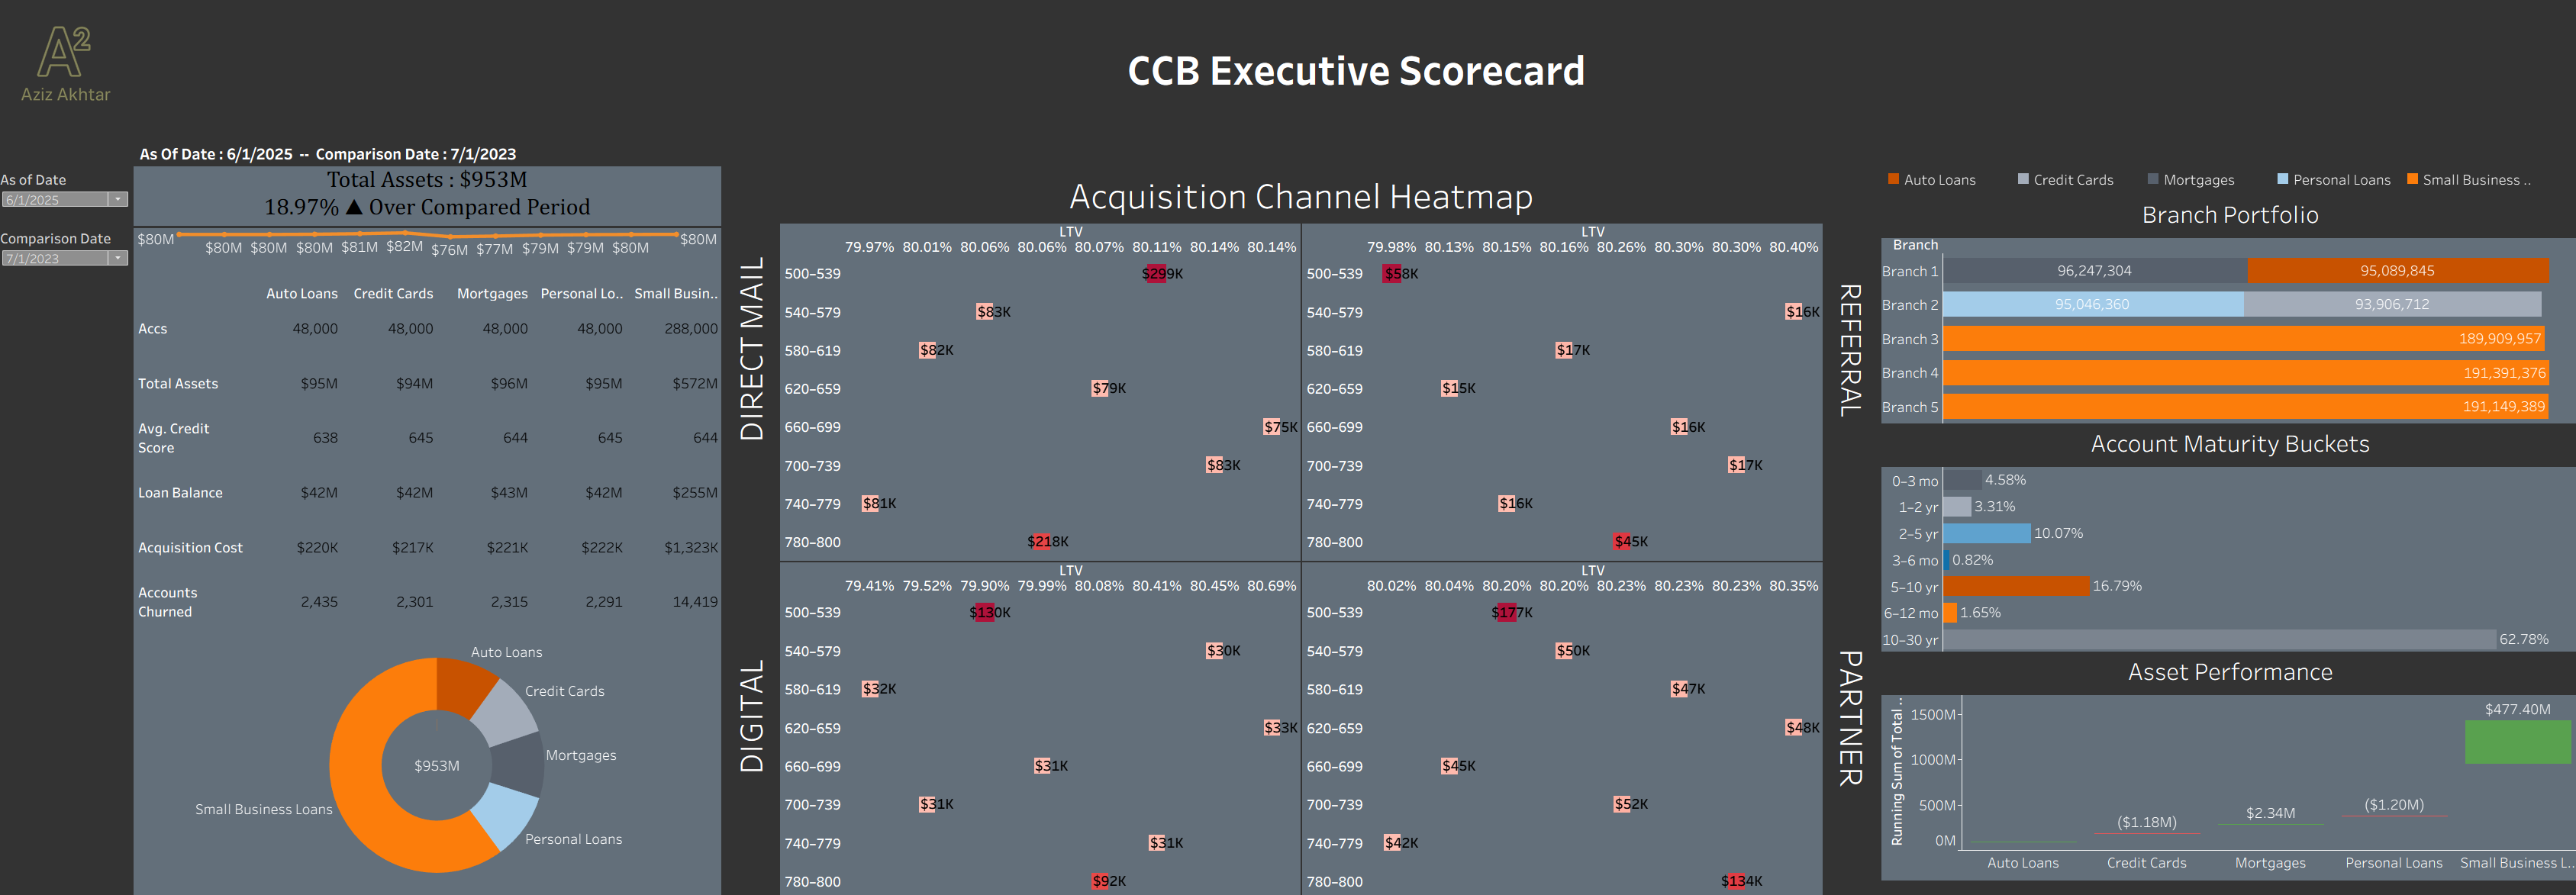 A²
Aziz Akhtar
CCB Executive Scorecard
As of Date
6/1/2025
Comparison Date
7/1/2023
As Of Date : 6/1/2025 -- Comparison Date : 7/1/2023
Total Assets : $953M
18.97% ▲ Over Compared Period
$80M $80M $80M $80M $81M $82M $76M $77M $79M $79M $80M $80M
Auto Loans Credit Cards Mortgages Personal Lo.. Small Busin..
Accs 48,000 48,000 48,000 48,000 288,000
Total Assets $95M $94M $96M $95M $572M
Avg. Credit
Score 638 645 644 645 644
Loan Balance $42M $42M $43M $42M $255M
Acquisition Cost $220K $217K $221K $222K $1,323K
Accounts
Churned 2,435 2,301 2,315 2,291 14,419
Auto Loans
Credit Cards
Mortgages
$953M
Small Business Loans
Personal Loans
Acquisition Channel Heatmap
DIRECT MAIL
LTV
79.97% 80.01% 80.06% 80.06% 80.07% 80.11% 80.14% 80.14%
500-539 $299K
540-579 $83K
580-619 $82K
620-659 $79K
660-699 $75K
700-739 $83K
740-779 $81K
780-800 $218K
REFERRAL
LTV
79.98% 80.13% 80.15% 80.16% 80.26% 80.30% 80.30% 80.40%
500-539 $58K
540-579 $16K
580-619 $17K
620-659 $15K
660-699 $16K
700-739 $17K
740-779 $16K
780-800 $45K
DIGITAL
LTV
79.41% 79.52% 79.90% 79.99% 80.08% 80.41% 80.45% 80.69%
500-539 $130K
540-579 $30K
580-619 $32K
620-659 $33K
660-699 $31K
700-739 $31K
740-779 $31K
780-800 $92K
PARTNER
LTV
80.02% 80.04% 80.20% 80.20% 80.23% 80.23% 80.23% 80.35%
500-539 $177K
540-579 $50K
580-619 $47K
620-659 $48K
660-699 $45K
700-739 $52K
740-779 $42K
780-800 $134K
Auto Loans Credit Cards Mortgages Personal Loans Small Business ..
Branch Portfolio
Branch
Branch 1 96,247,304 95,089,845
Branch 2 95,046,360 93,906,712
Branch 3 189,909,957
Branch 4 191,391,376
Branch 5 191,149,389
Account Maturity Buckets
0-3 mo 4.58%
1-2 yr 3.31%
2-5 yr 10.07%
3-6 mo 0.82%
5-10 yr 16.79%
6-12 mo 1.65%
10-30 yr 62.78%
Asset Performance
Running Sum of Total ..
1500M
1000M
500M
0M
($1.18M) $2.34M ($1.20M) $477.40M
Auto Loans Credit Cards Mortgages Personal Loans Small Business L...